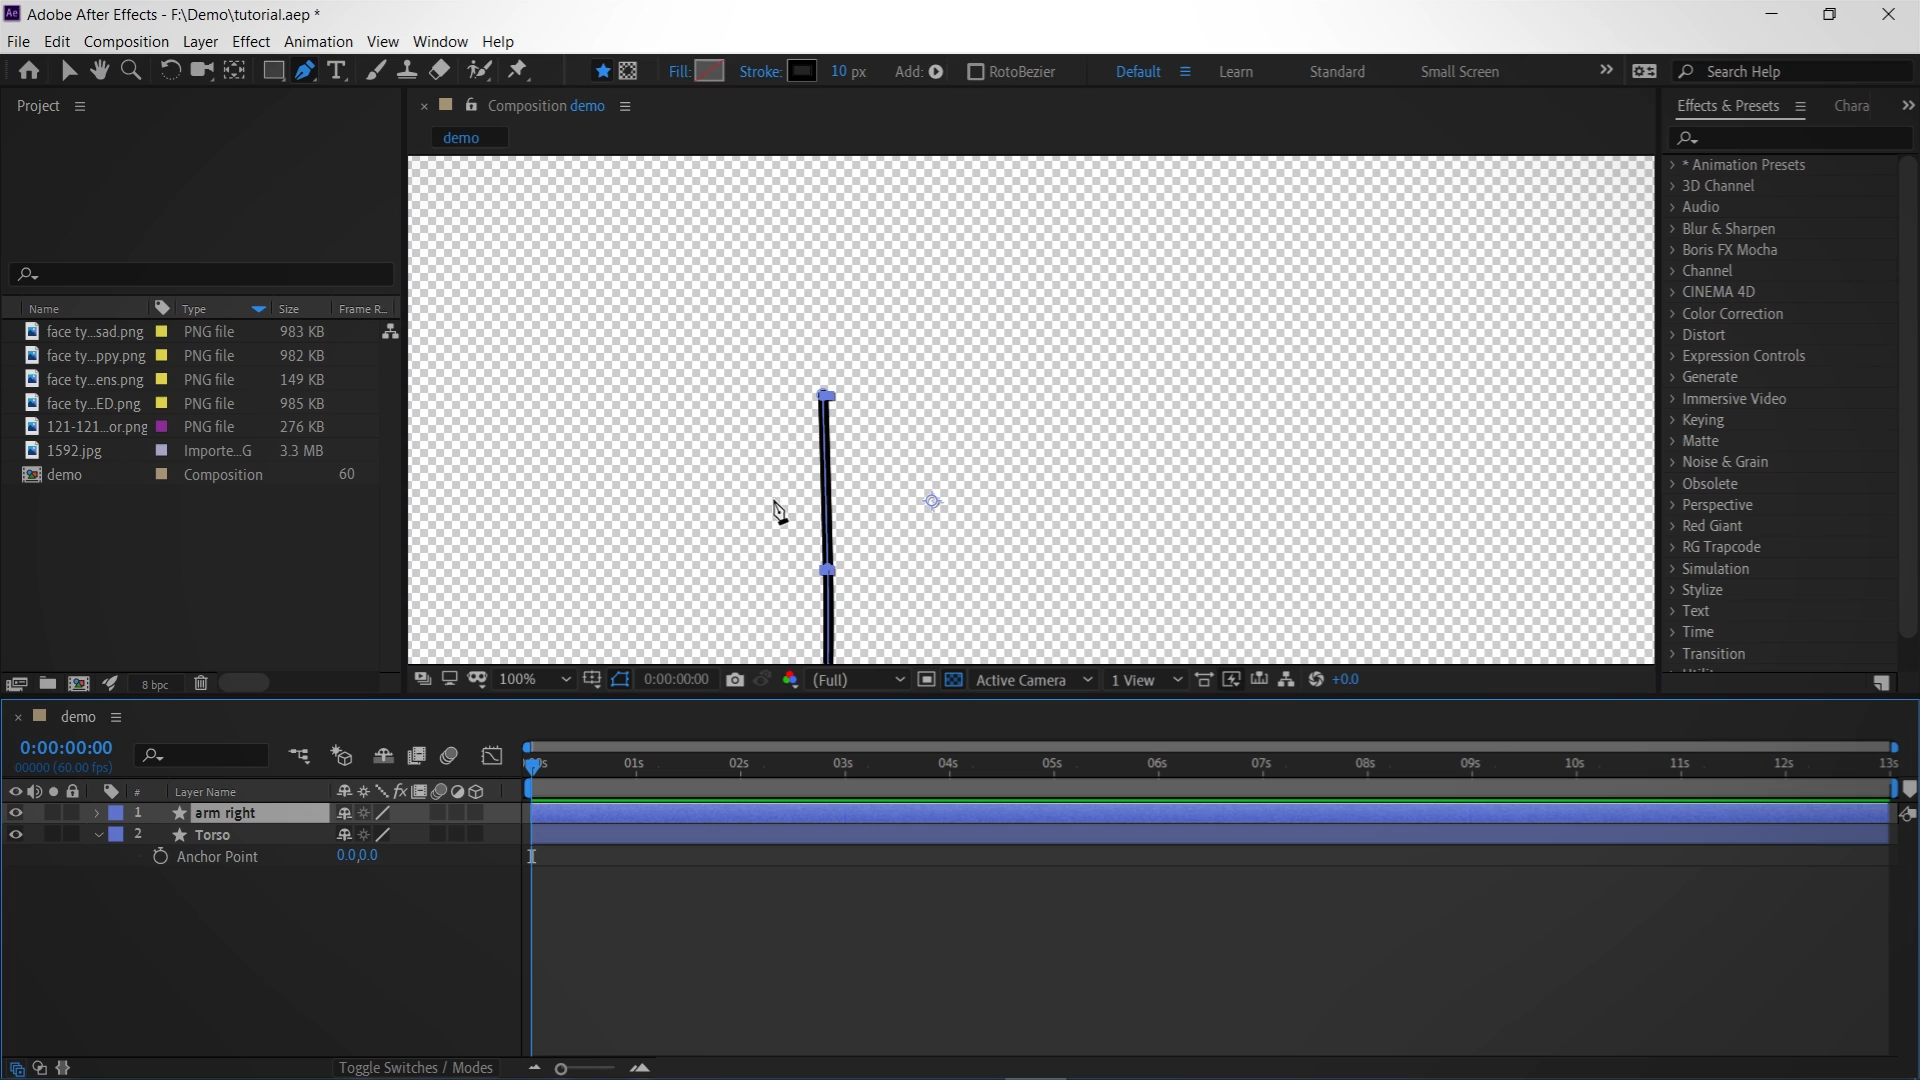 Adobe After Effects - F:\Demo\tutorial.aep *
File Edit Composition Layer Effect Animation View Window Help
Fill: Stroke: 10 px Add: RotoBezier Default Learn Standard Small Screen Search Help
Project
Composition demo
Effects & Presets Chara
demo
* Animation Presets
3D Channel
Audio
Blur & Sharpen
Boris FX Mocha
Channel
CINEMA 4D
Color Correction
Distort
Expression Controls
Generate
Immersive Video
Keying
Matte
Noise & Grain
Obsolete
Perspective
Red Giant
RG Trapcode
Simulation
Stylize
Text
Time
Transition
Name Type Size Frame R...
face ty...sad.png PNG file 983 KB
face ty...ppy.png PNG file 982 KB
face ty...ens.png PNG file 149 KB
face ty...ED.png PNG file 985 KB
121-121...or.png PNG file 276 KB
1592.jpg Importe...G 3.3 MB
demo Composition 60
8 bpc
100% 0:00:00:00 (Full) Active Camera 1 View +0.0
demo
0:00:00:00
00000 (60.00 fps)
00s 01s 02s 03s 04s 05s 06s 07s 08s 09s 10s 11s 12s 13s
# Layer Name fx
1 arm right
2 Torso
Anchor Point 0.0,0.0
Toggle Switches / Modes